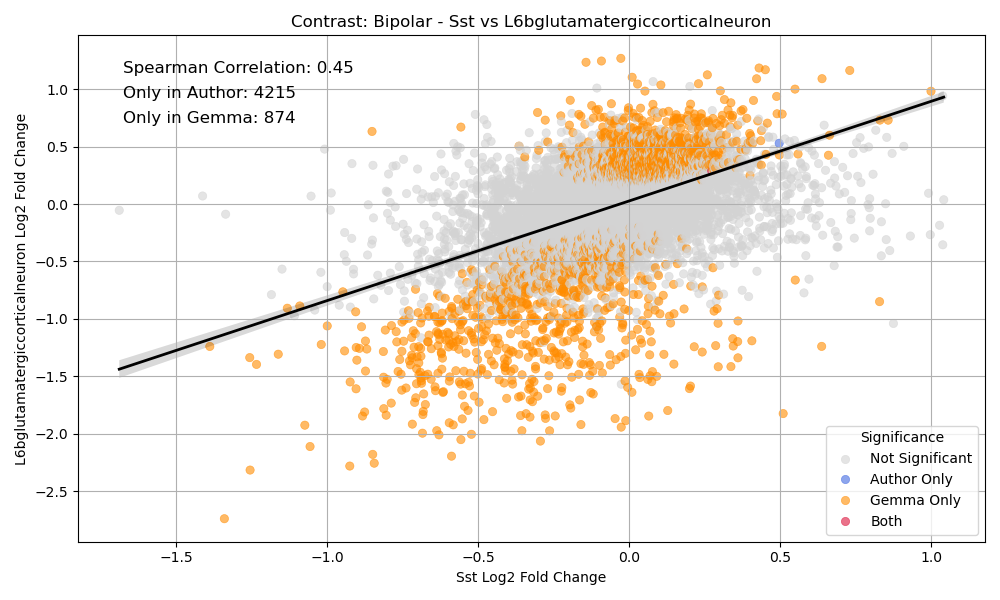 Contrast: Bipolar - Sst vs L6bglutamatergiccorticalneuron
Spearman Correlation: 0.45
Only in Author: 4215
Only in Gemma: 874
L6bglutamatergiccorticalneuron Log2 Fold Change
1.0
0.5
0.0
−0.5
−1.0
−1.5
−2.0
−2.5
Significance
Not Significant
Author Only
Gemma Only
Both
−1.5
−1.0
−0.5
0.0
0.5
1.0
Sst Log2 Fold Change